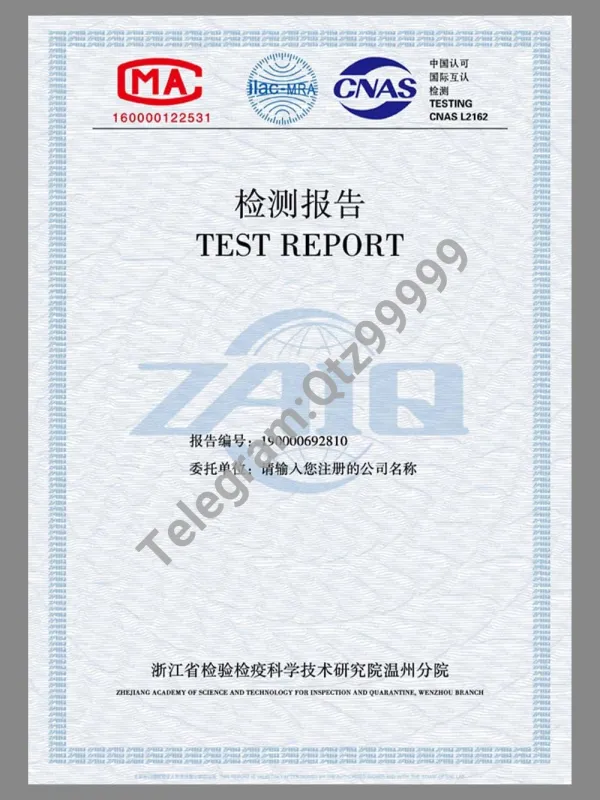 CMA
160000122531
ilac-MRA
CNAS
中国认可
国际互认
检测
TESTING
CNAS L2162
检测报告
TEST REPORT
ZAIQ
报告编号：190000692810
委托单位：请输入您注册的公司名称
Telegram:Qtz99999
浙江省检验检疫科学技术研究院温州分院
ZHEJIANG ACADEMY OF SCIENCE AND TECHNOLOGY FOR INSPECTION AND QUARANTINE, WENZHOU BRANCH